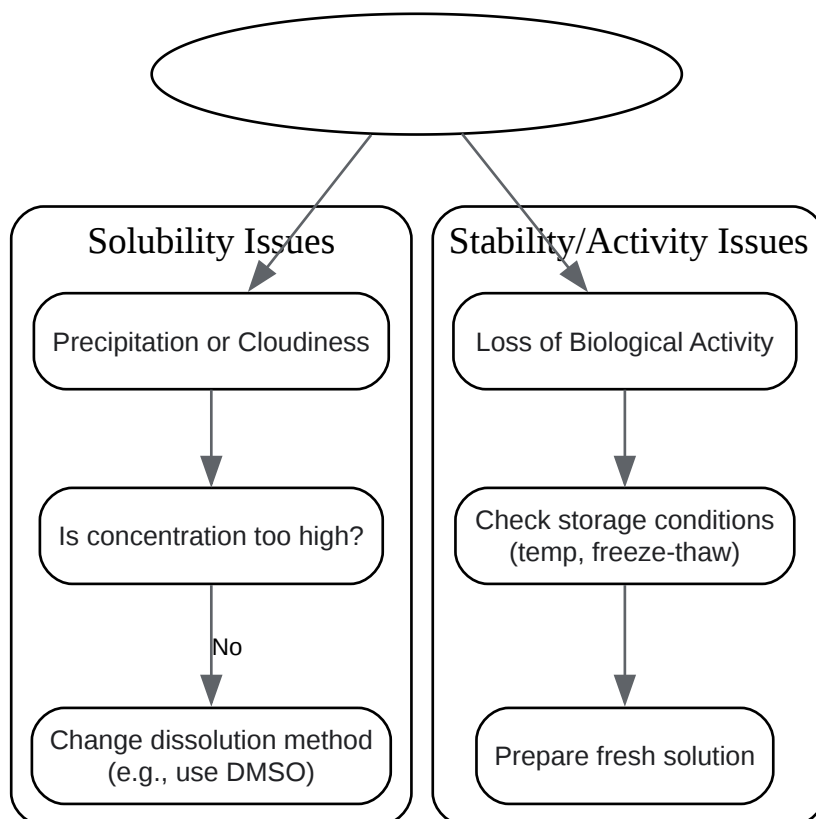 Solubility Issues
Precipitation or Cloudiness
Is concentration too high?
No
Change dissolution method
(e.g., use DMSO)
Stability/Activity Issues
Loss of Biological Activity
Check storage conditions
(temp, freeze-thaw)
Prepare fresh solution